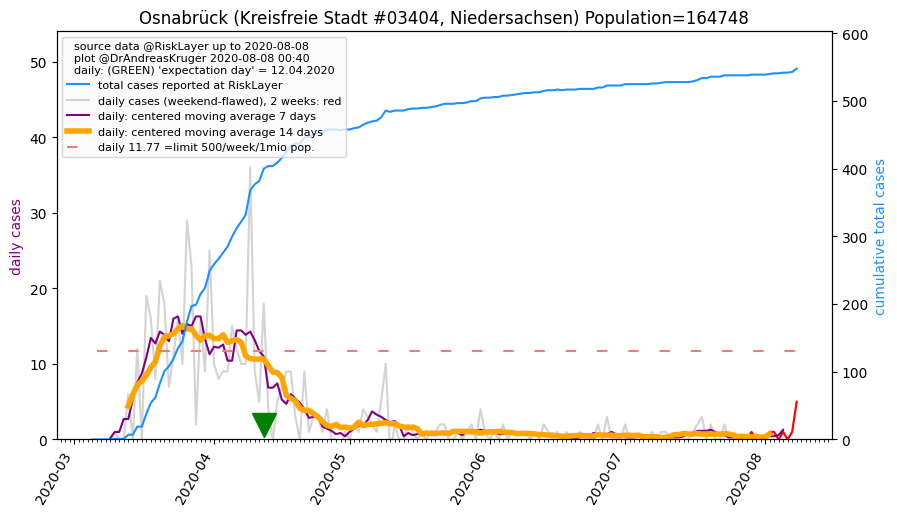 Osnabrück (Kreisfreie Stadt #03404, Niedersachsen) Population=164748
source data @RiskLayer up to 2020-08-08
plot @DrAndreasKruger 2020-08-08 00:40
daily: (GREEN) 'expectation day' = 12.04.2020
total cases reported at RiskLayer
daily cases (weekend-flawed), 2 weeks: red
daily: centered moving average 7 days
daily: centered moving average 14 days
daily 11.77 =limit 500/week/1mio pop.
daily cases
50
40
30
20
10
0
cumulative total cases
600
500
400
300
200
100
0
2020-03
2020-04
2020-05
2020-06
2020-07
2020-08